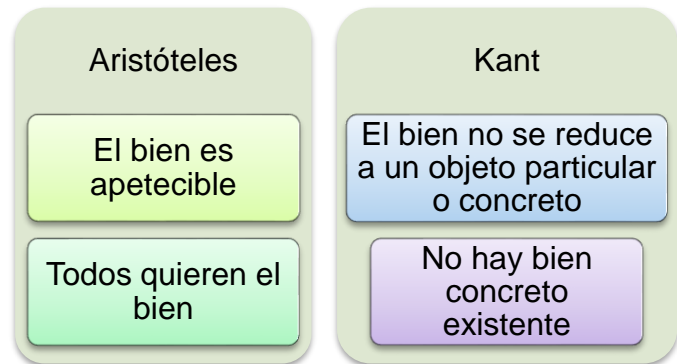 Aristóteles
El bien es
apetecible
Todos quieren el
bien
Kant
El bien no se reduce
a un objeto particular
o concreto
No hay bien
concreto
existente